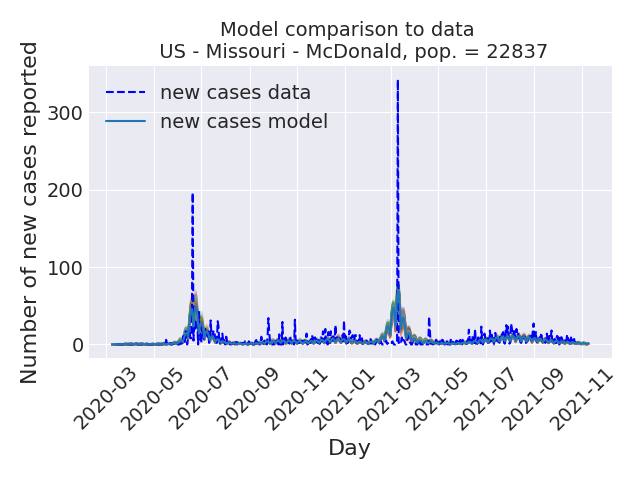 Model comparison to data
US - Missouri - McDonald, pop. = 22837
Number of new cases reported
300
200
100
0
new cases data
new cases model
2020-03
2020-05
2020-07
2020-09
2020-11
2021-01
2021-03
2021-05
2021-07
2021-09
2021-11
Day